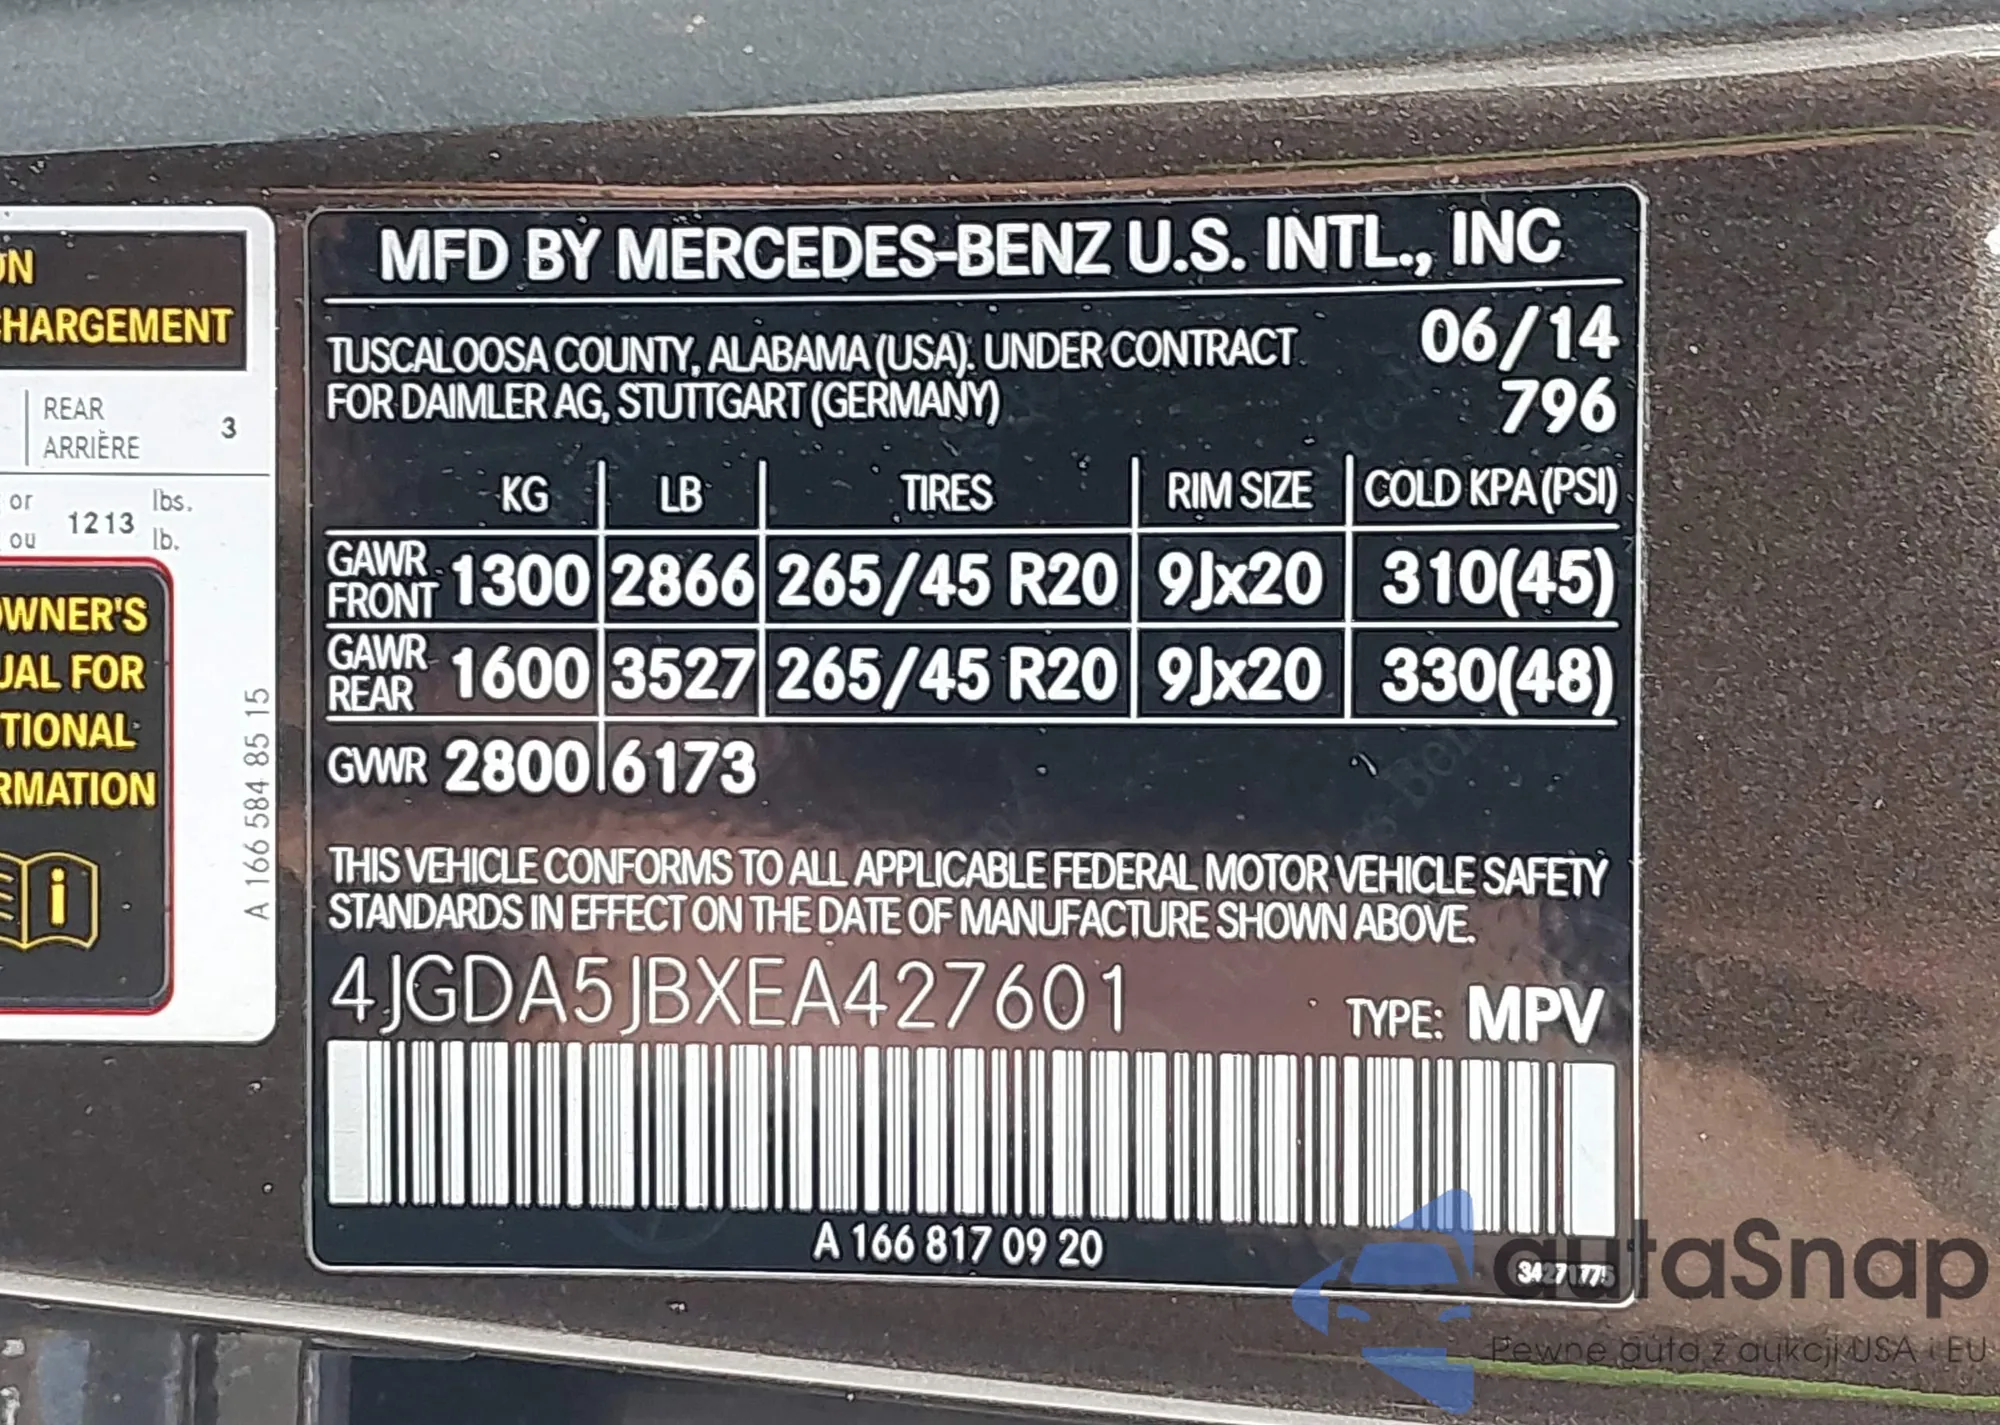 ON
CHARGEMENT
REAR
ARRIÈRE 3
or 1213 lbs.
ou lb.
OWNER'S
UAL FOR
TIONAL
RMATION
A 166 584 85 15
MFD BY MERCEDES-BENZ U.S. INTL., INC
TUSCALOOSA COUNTY, ALABAMA (USA). UNDER CONTRACT 06/14
FOR DAIMLER AG, STUTTGART (GERMANY) 796
KG LB TIRES RIM SIZE COLD KPA (PSI)
GAWR FRONT 1300 2866 265/45 R20 9Jx20 310(45)
GAWR REAR 1600 3527 265/45 R20 9Jx20 330(48)
GVWR 2800 6173
THIS VEHICLE CONFORMS TO ALL APPLICABLE FEDERAL MOTOR VEHICLE SAFETY
STANDARDS IN EFFECT ON THE DATE OF MANUFACTURE SHOWN ABOVE.
4JGDA5JBXEA427601 TYPE: MPV
A 166 817 09 20
34271775
autaSnap
Pewne auta z aukcji USA i EU